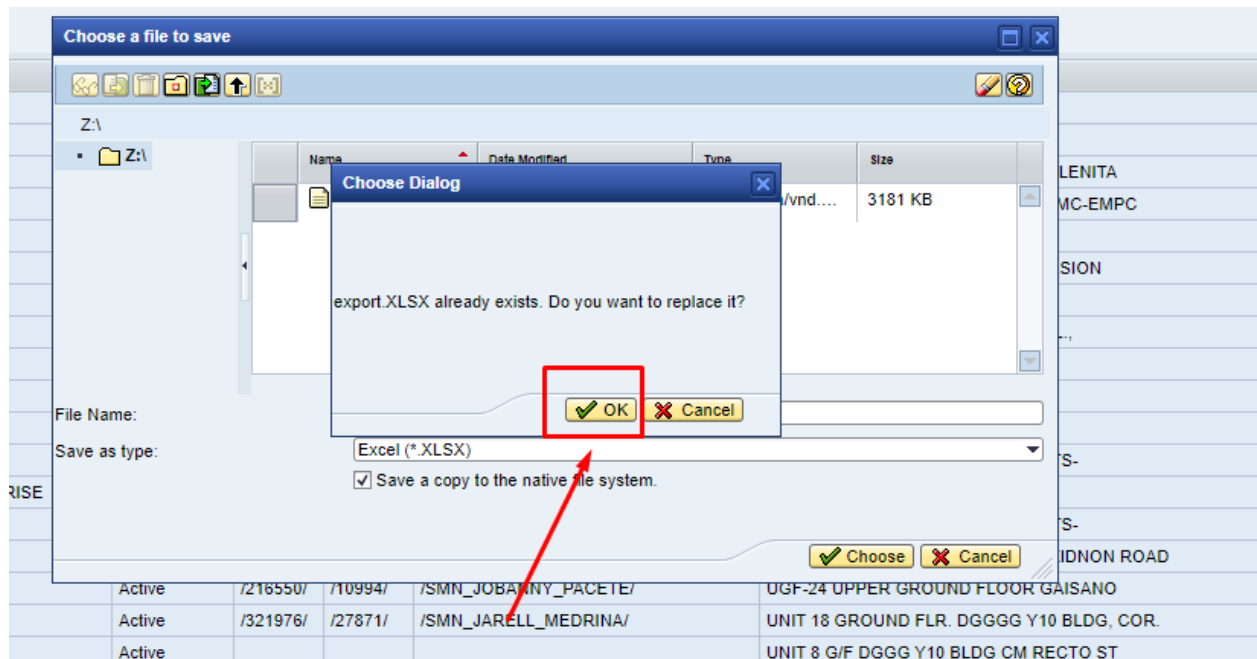 Choose a file to save
LENITA
MC-EMPC
SION
Z:\
Z:\
Name Date Modified Type Size
/vnd.... 3181 KB
Choose Dialog
export.XLSX already exists. Do you want to replace it?
OK Cancel
File Name:
Save as type: Excel (*.XLSX)
Save a copy to the native file system.
Choose Cancel
RISE
TS-
TS-
IDNON ROAD
Active /216550/ /10994/ /SMN_JOBANNY_PACETE/ UGF-24 UPPER GROUND FLOOR GAISANO
Active /321976/ /27871/ /SMN_JARELL_MEDRINA/ UNIT 18 GROUND FLR. DGGGG Y10 BLDG, COR.
Active UNIT 8 G/F DGGG Y10 BLDG CM RECTO ST